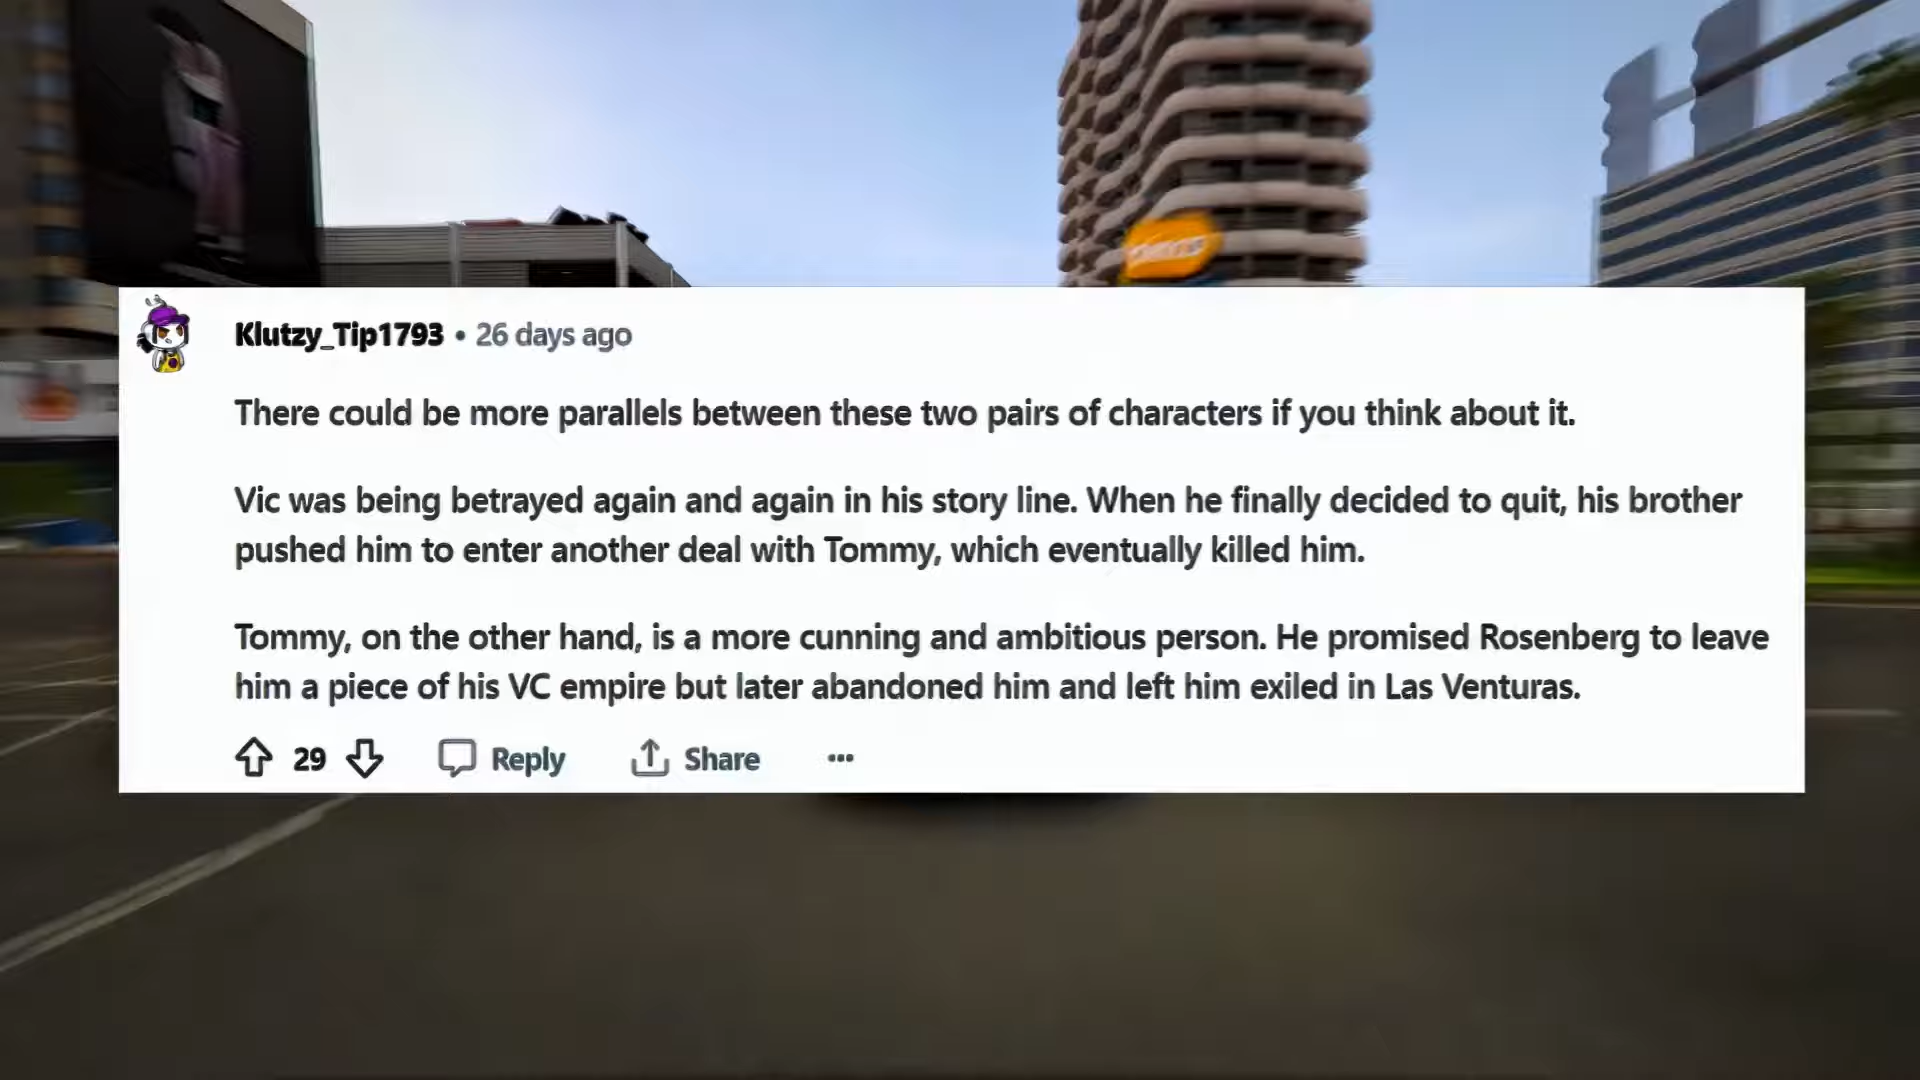 Klutzy_Tip1793 • 26 days ago
There could be more parallels between these two pairs of characters if you think about it.
Vic was being betrayed again and again in his story line. When he finally decided to quit, his brother
pushed him to enter another deal with Tommy, which eventually killed him.
Tommy, on the other hand, is a more cunning and ambitious person. He promised Rosenberg to leave
him a piece of his VC empire but later abandoned him and left him exiled in Las Venturas.
29 Reply Share ···